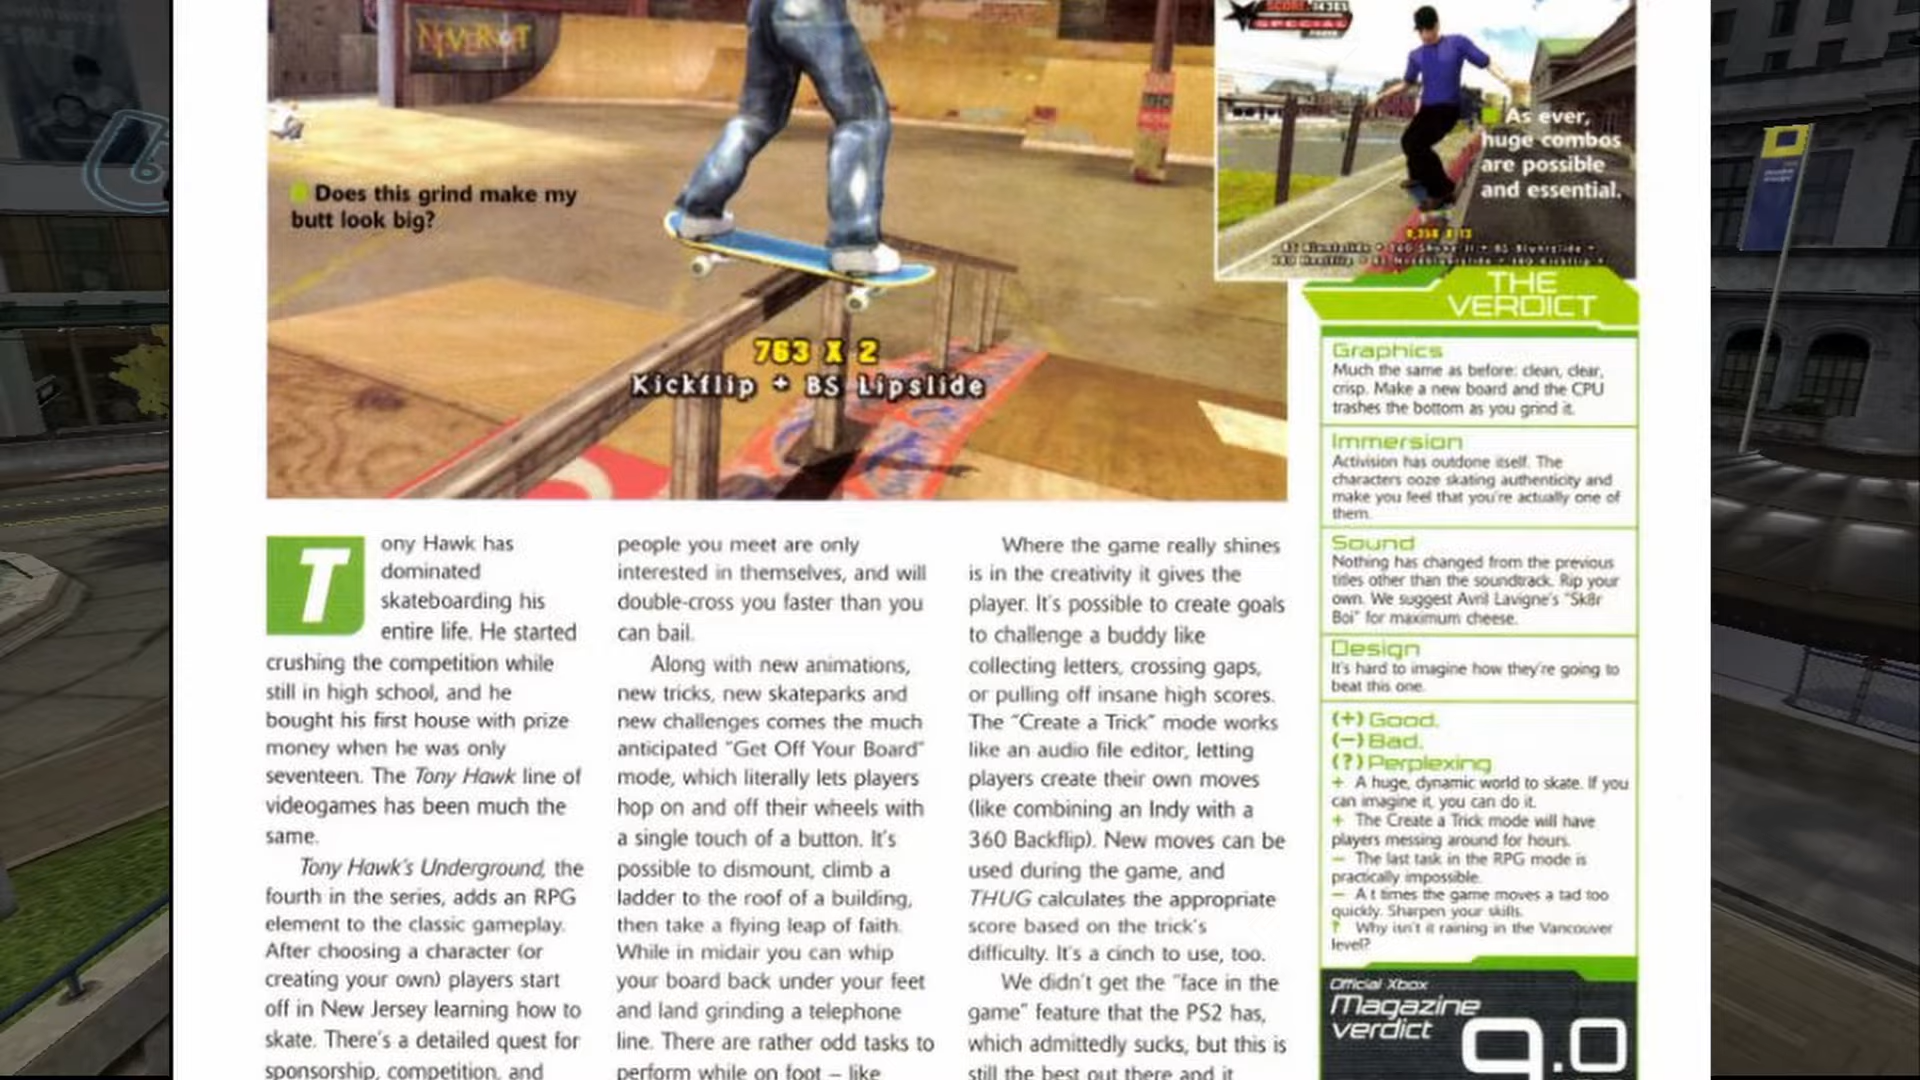 Does this grind make my
butt look big?
763 X 2
Kickflip + BS Lipslide
SPECIAL
As ever,
huge combos
are possible
and essential.
Tony Hawk has
dominated
skateboarding his
entire life. He started
crushing the competition while
still in high school, and he
bought his first house with prize
money when he was only
seventeen. The Tony Hawk line of
videogames has been much the
same.
Tony Hawk's Underground, the
fourth in the series, adds an RPG
element to the classic gameplay.
After choosing a character (or
creating your own) players start
off in New Jersey learning how to
skate. There's a detailed quest for
sponsorship, competition, and
people you meet are only
interested in themselves, and will
double-cross you faster than you
can bail.
Along with new animations,
new tricks, new skateparks and
new challenges comes the much
anticipated "Get Off Your Board"
mode, which literally lets players
hop on and off their wheels with
a single touch of a button. It's
possible to dismount, climb a
ladder to the roof of a building,
then take a flying leap of faith.
While in midair you can whip
your board back under your feet
and land grinding a telephone
line. There are rather odd tasks to
perform while on foot – like
Where the game really shines
is in the creativity it gives the
player. It's possible to create goals
to challenge a buddy like
collecting letters, crossing gaps,
or pulling off insane high scores.
The "Create a Trick" mode works
like an audio file editor, letting
players create their own moves
(like combining an Indy with a
360 Backflip). New moves can be
used during the game, and
THUG calculates the appropriate
score based on the trick's
difficulty. It's a cinch to use, too.
We didn't get the "face in the
game" feature that the PS2 has,
which admittedly sucks, but this is
still the best out there and it
THE
VERDICT
Graphics
Much the same as before: clean, clear,
crisp. Make a new board and the CPU
trashes the bottom as you grind it.
Immersion
Activision has outdone itself. The
characters ooze skating authenticity and
make you feel that you're actually one of
them.
Sound
Nothing has changed from the previous
titles other than the soundtrack. Rip your
own. We suggest Avril Lavigne's "Sk8r
Boi" for maximum cheese.
Design
It's hard to imagine how they're going to
beat this one.
(+) Good.
(–) Bad.
(?) Perplexing
+ A huge, dynamic world to skate. If you
can imagine it, you can do it.
+ The Create a Trick mode will have
players messing around for hours.
– The last task in the RPG mode is
practically impossible.
– A t times the game moves a tad too
quickly. Sharpen your skills.
? Why isn't it raining in the Vancouver
level?
Official Xbox
Magazine
verdict
9.0